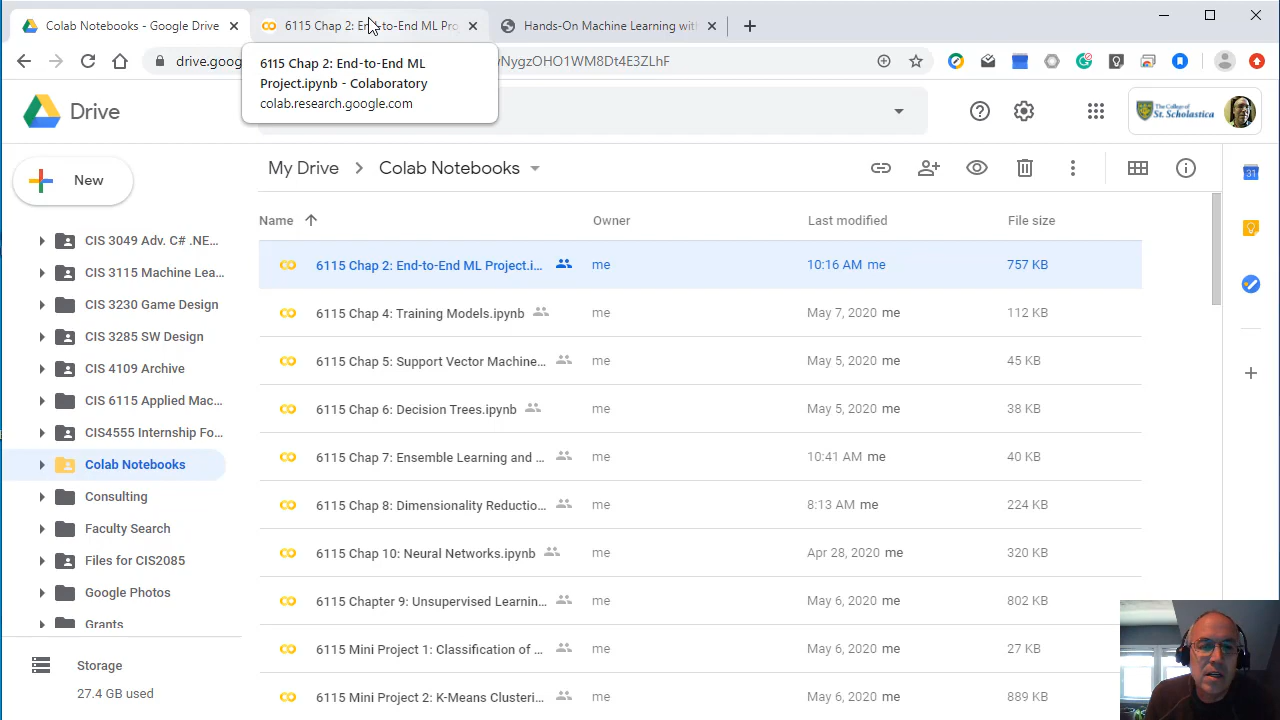 Colab Notebooks - Google Drive
6115 Chap 2: End-to-End ML Pro
Hands-On Machine Learning with
drive.goog
vNygzOHO1WM8Dt4E3ZLhF
6115 Chap 2: End-to-End ML
Project.ipynb - Colaboratory
colab.research.google.com
Drive
The College of
St. Scholastica
New
My Drive
Colab Notebooks
31
Name
Owner
Last modified
File size
CIS 3049 Adv. C# .NE...
CIS 3115 Machine Lea...
CIS 3230 Game Design
CIS 3285 SW Design
CIS 4109 Archive
CIS 6115 Applied Mac...
CIS4555 Internship Fo...
Colab Notebooks
Consulting
Faculty Search
Files for CIS2085
Google Photos
Grants
Storage
27.4 GB used
6115 Chap 2: End-to-End ML Project.i...
me
10:16 AM me
757 KB
6115 Chap 4: Training Models.ipynb
me
May 7, 2020 me
112 KB
6115 Chap 5: Support Vector Machine...
me
May 5, 2020 me
45 KB
6115 Chap 6: Decision Trees.ipynb
me
May 5, 2020 me
38 KB
6115 Chap 7: Ensemble Learning and ...
me
10:41 AM me
40 KB
6115 Chap 8: Dimensionality Reductio...
me
8:13 AM me
224 KB
6115 Chap 10: Neural Networks.ipynb
me
Apr 28, 2020 me
320 KB
6115 Chapter 9: Unsupervised Learnin...
me
May 6, 2020 me
802 KB
6115 Mini Project 1: Classification of ...
me
May 6, 2020 me
27 KB
6115 Mini Project 2: K-Means Clusteri...
me
May 6, 2020 me
889 KB